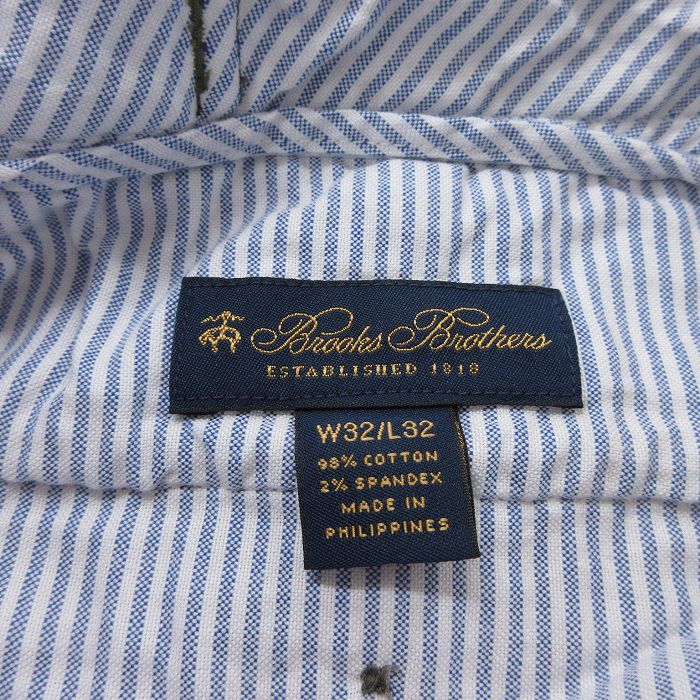 Brooks Brothers
ESTABLISHED 1818
W32/L32
98% COTTON
2% SPANDEX
MADE IN
PHILIPPINES